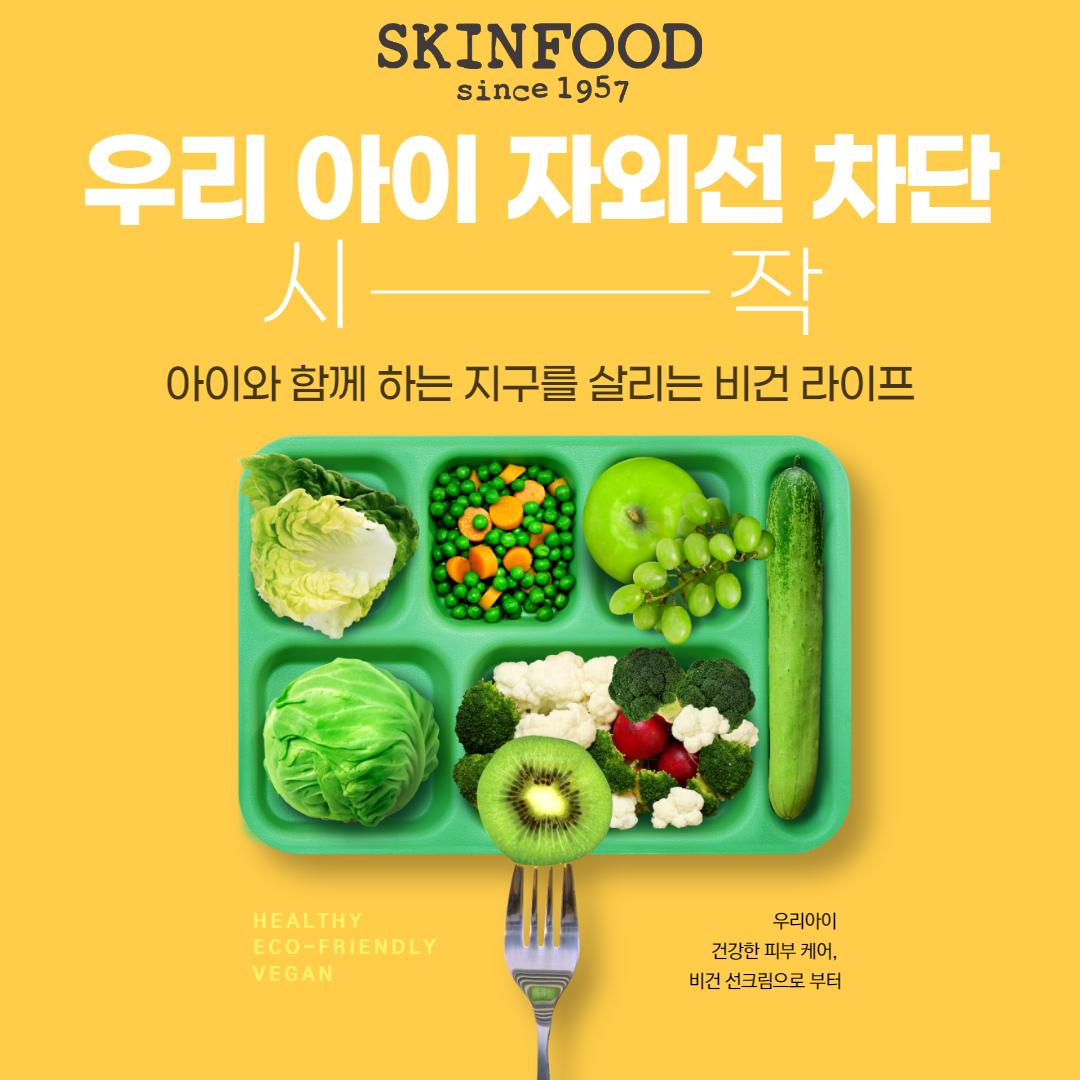 SKINFOOD
since 1957
우리 아이 자외선 차단
시 작
아이와 함께 하는 지구를 살리는 비건 라이프
HEALTHY
ECO-FRIENDLY
VEGAN
우리아이
건강한 피부 케어,
비건 선크림으로 부터